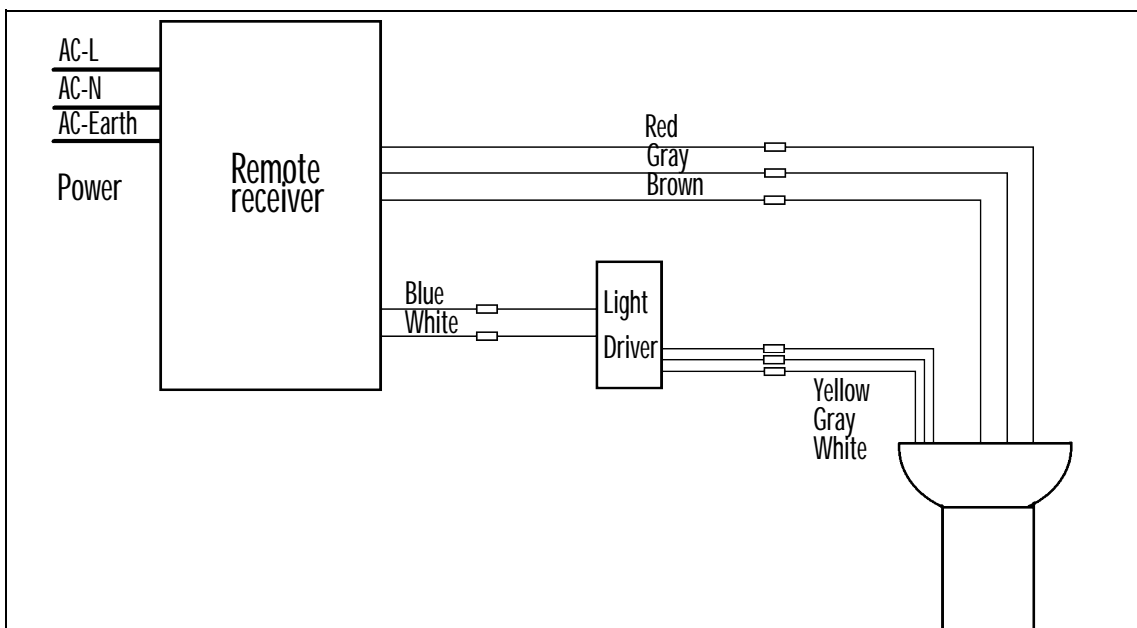 AC-L
AC-N
AC-Earth
Power
Remote
receiver
Red
Gray
Brown
Blue
White
Light
Driver
Yellow
Gray
White